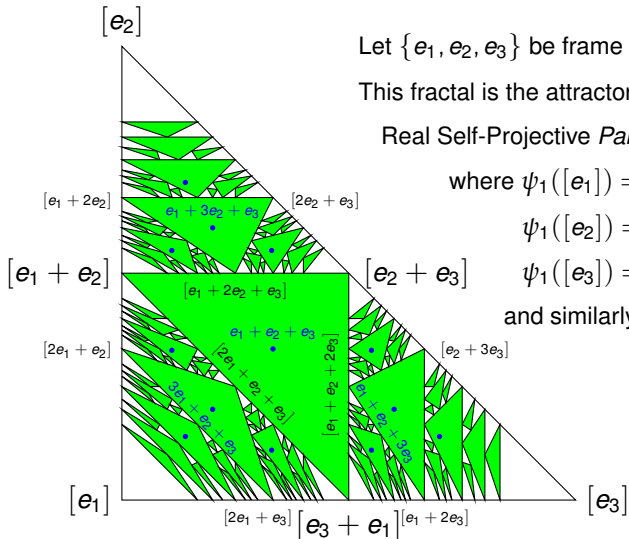 [e₂]
Let {e₁, e₂, e₃} be frame
This fractal is the attractor
Real Self-Projective Par
where ψ₁([e₁]) =
ψ₁([e₂]) =
ψ₁([e₃]) =
and similarly
[e₁ + 2e₂]
[2e₂ + e₃]
e₁ + 3e₂ + e₃
[e₁ + e₂]
[e₂ + e₃]
[e₁ + 2e₂ + e₃]
e₁ + e₂ + e₃
[2e₁ + e₂ + e₃]
[e₁ + e₂ + 2e₃]
[2e₁ + e₂]
[e₂ + 2e₃]
3e₁ + e₂ + e₃
e₁ + e₂ + 3e₃
[e₁]
[e₃]
[2e₁ + e₃]
[e₃ + e₁]
[e₁ + 2e₃]